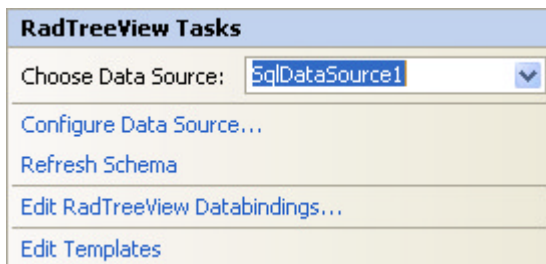 RadTreeView Tasks
Choose Data Source: SqlDataSource1
Configure Data Source...
Refresh Schema
Edit RadTreeView Databindings...
Edit Templates